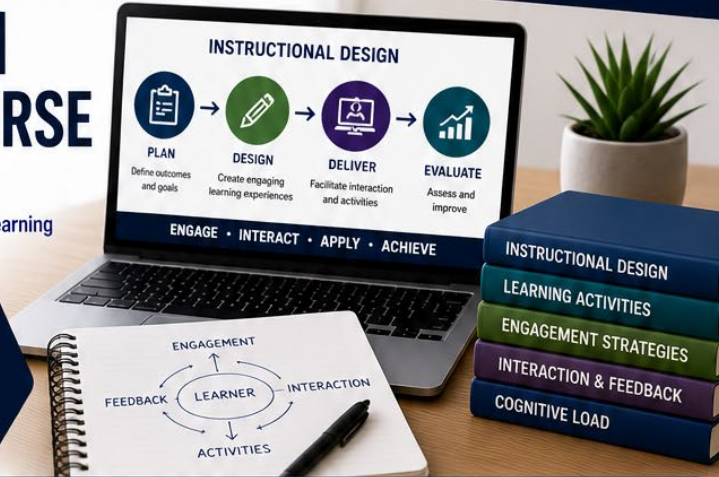 RSE
earning
INSTRUCTIONAL DESIGN
PLAN
Define outcomes
and goals
DESIGN
Create engaging
learning experiences
DELIVER
Facilitate interaction
and activities
EVALUATE
Assess and
improve
ENGAGE • INTERACT • APPLY • ACHIEVE
ENGAGEMENT
FEEDBACK
LEARNER
INTERACTION
ACTIVITIES
INSTRUCTIONAL DESIGN
LEARNING ACTIVITIES
ENGAGEMENT STRATEGIES
INTERACTION & FEEDBACK
COGNITIVE LOAD